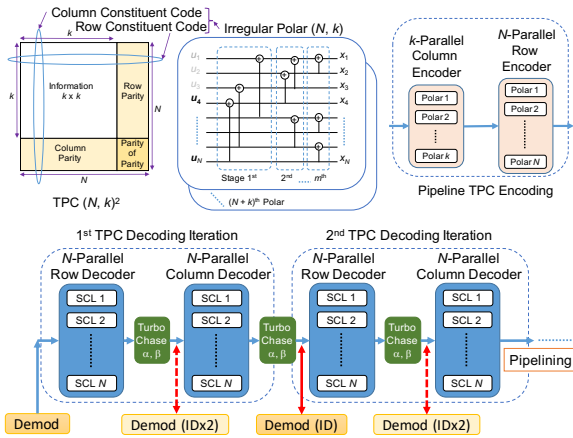 Column Constituent Code
Row Constituent Code
k
Information
k x k
Row
Parity
k
N
Column
Parity
Parity
of
Parity
N
TPC (N, k)²
Irregular Polar (N, k)
u₁
u₂
u₃
u₄
u_N
x₁
x₂
x₃
x₄
x_N
Stage 1ˢᵗ
2ⁿᵈ
....
mᵗʰ
(N + k)ᵗʰ Polar
k-Parallel
Column
Encoder
Polar 1
Polar 2
Polar k
N-Parallel
Row
Encoder
Polar 1
Polar 2
Polar N
Pipeline TPC Encoding
1ˢᵗ TPC Decoding Iteration
2ⁿᵈ TPC Decoding Iteration
N-Parallel
Row Decoder
SCL 1
SCL 2
SCL N
Turbo
Chase
α, β
N-Parallel
Column Decoder
SCL 1
SCL 2
SCL N
Turbo
Chase
α, β
N-Parallel
Row Decoder
SCL 1
SCL 2
SCL N
Turbo
Chase
α, β
N-Parallel
Column Decoder
SCL 1
SCL 2
SCL N
Pipelining
Demod
Demod (IDx2)
Demod (ID)
Demod (IDx2)